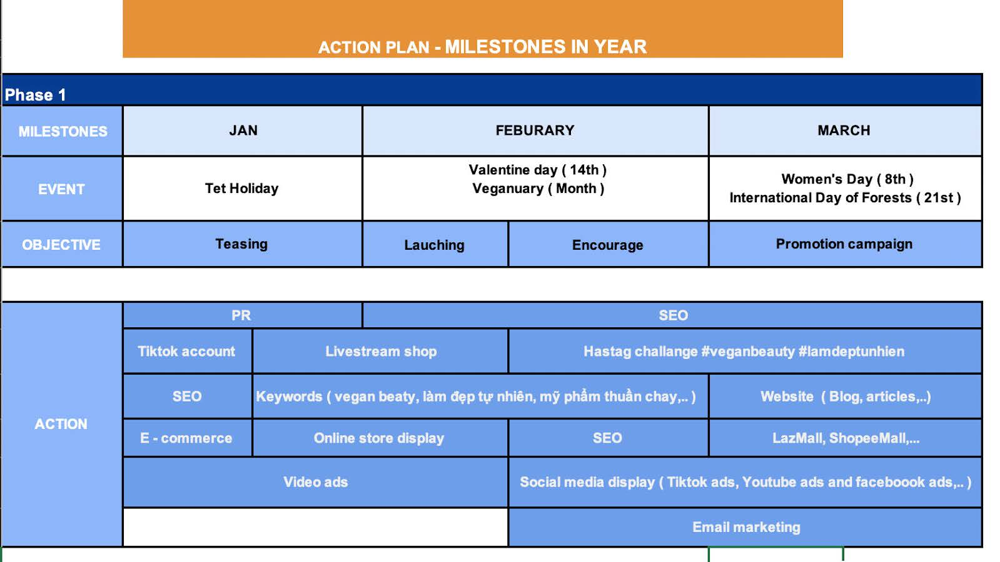 ACTION PLAN - MILESTONES IN YEAR
Phase 1
MILESTONES
JAN
FEBURARY
MARCH
EVENT
Tet Holiday
Valentine day ( 14th )
Veganuary ( Month )
Women's Day ( 8th )
International Day of Forests ( 21st )
OBJECTIVE
Teasing
Lauching
Encourage
Promotion campaign
ACTION
PR
SEO
Tiktok account
Livestream shop
Hastag challange #veganbeauty #lamdeptunhien
SEO
Keywords ( vegan beaty, làm đẹp tự nhiên, mỹ phẩm thuần chay,.. )
Website ( Blog, articles,..)
E - commerce
Online store display
SEO
LazMall, ShopeeMall,...
Video ads
Social media display ( Tiktok ads, Youtube ads and faceboook ads,.. )
Email marketing